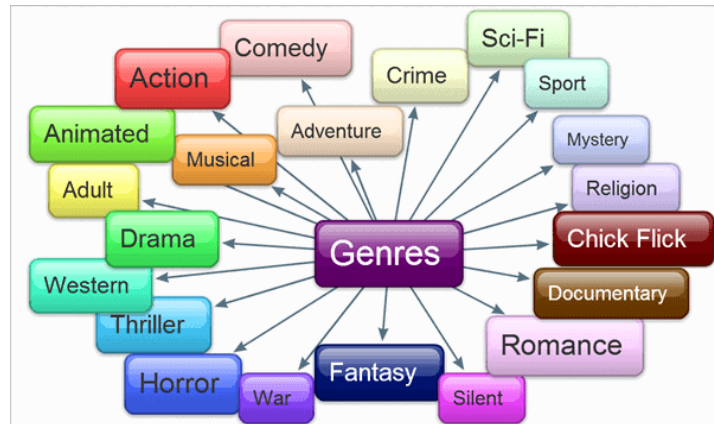 Comedy
Sci-Fi
Action
Crime
Sport
Animated
Adventure
Mystery
Musical
Adult
Religion
Drama
Genres
Chick Flick
Western
Documentary
Thriller
Romance
Horror
Fantasy
War
Silent